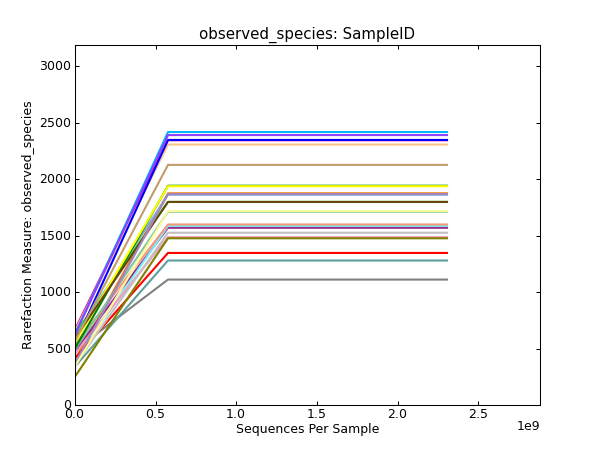 observed_species: SampleID
Rarefaction Measure: observed_species
3000
2500
2000
1500
1000
500
0
0.0 0.5 1.0 1.5 2.0 2.5
1e9
Sequences Per Sample